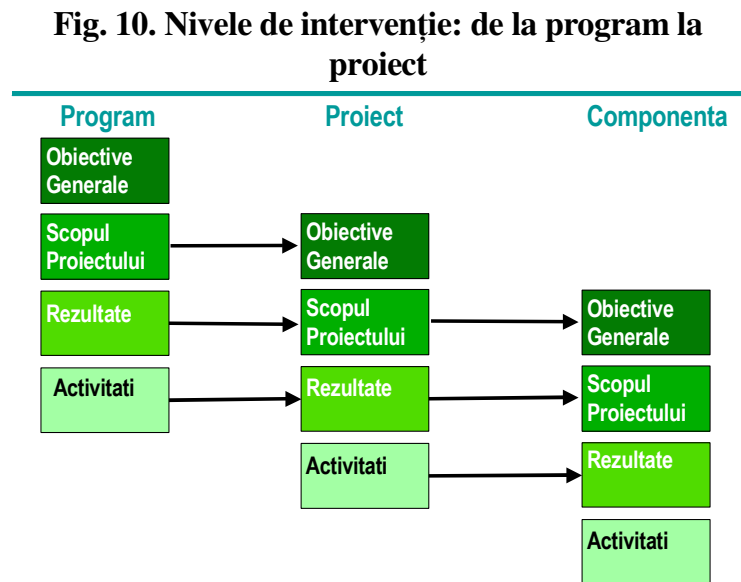 Fig. 10. Nivele de intervenție: de la program la
proiect
Program
Proiect
Componenta
Obiective
Generale
Scopul
Proiectului
Obiective
Generale
Rezultate
Scopul
Proiectului
Obiective
Generale
Activitati
Rezultate
Scopul
Proiectului
Activitati
Rezultate
Activitati